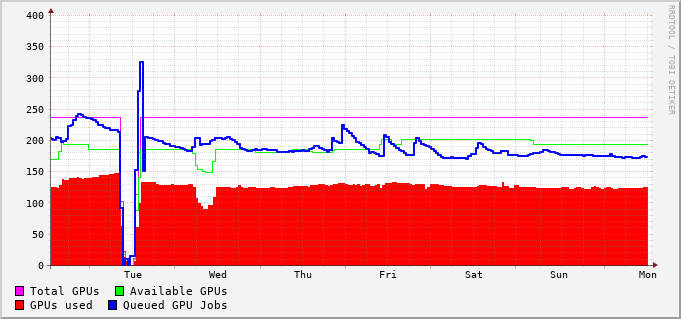 400
350
300
250
200
150
100
50
0
Tue Wed Thu Fri Sat Sun Mon
Total GPUs Available GPUs
GPUs used Queued GPU Jobs
RRDTOOL / TOBI OETIKER